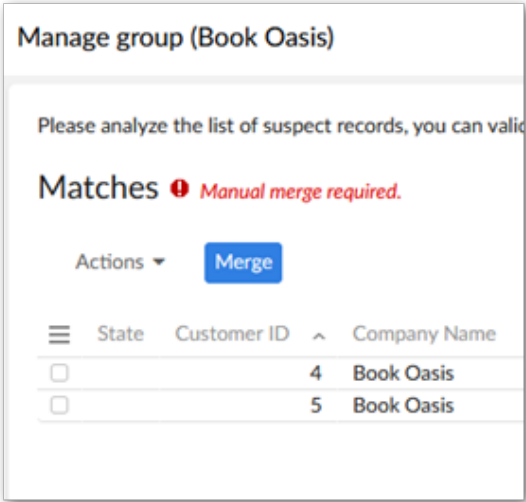 Manage group (Book Oasis)
Please analyze the list of suspect records, you can
Matches Manual merge required.
Actions Merge
State Customer ID Company Name
4 Book Oasis
5 Book Oasis